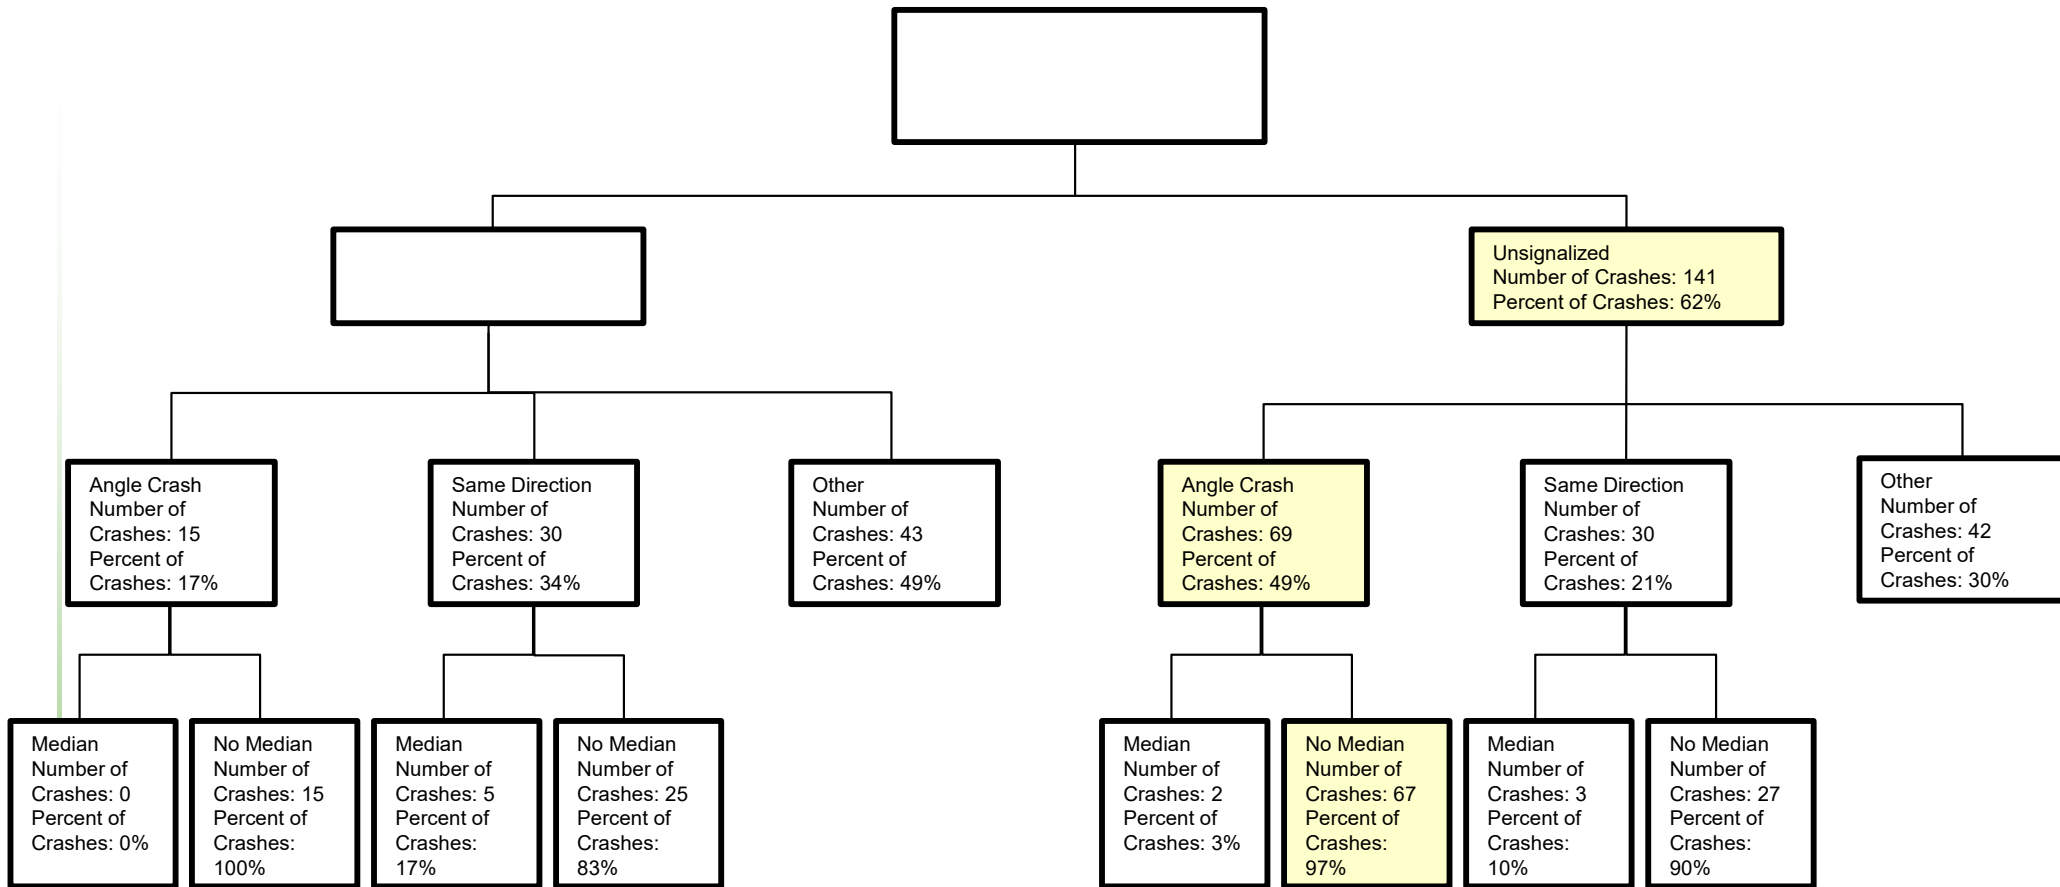 Unsignalized
Number of Crashes: 141
Percent of Crashes: 62%
Angle Crash
Number of
Crashes: 15
Percent of
Crashes: 17%
Same Direction
Number of
Crashes: 30
Percent of
Crashes: 34%
Other
Number of
Crashes: 43
Percent of
Crashes: 49%
Angle Crash
Number of
Crashes: 69
Percent of
Crashes: 49%
Same Direction
Number of
Crashes: 30
Percent of
Crashes: 21%
Other
Number of
Crashes: 42
Percent of
Crashes: 30%
Median
Number of
Crashes: 0
Percent of
Crashes: 0%
No Median
Number of
Crashes: 15
Percent of
Crashes:
100%
Median
Number of
Crashes: 5
Percent of
Crashes:
17%
No Median
Number of
Crashes: 25
Percent of
Crashes:
83%
Median
Number of
Crashes: 2
Percent of
Crashes: 3%
No Median
Number of
Crashes: 67
Percent of
Crashes:
97%
Median
Number of
Crashes: 3
Percent of
Crashes:
10%
No Median
Number of
Crashes: 27
Percent of
Crashes:
90%